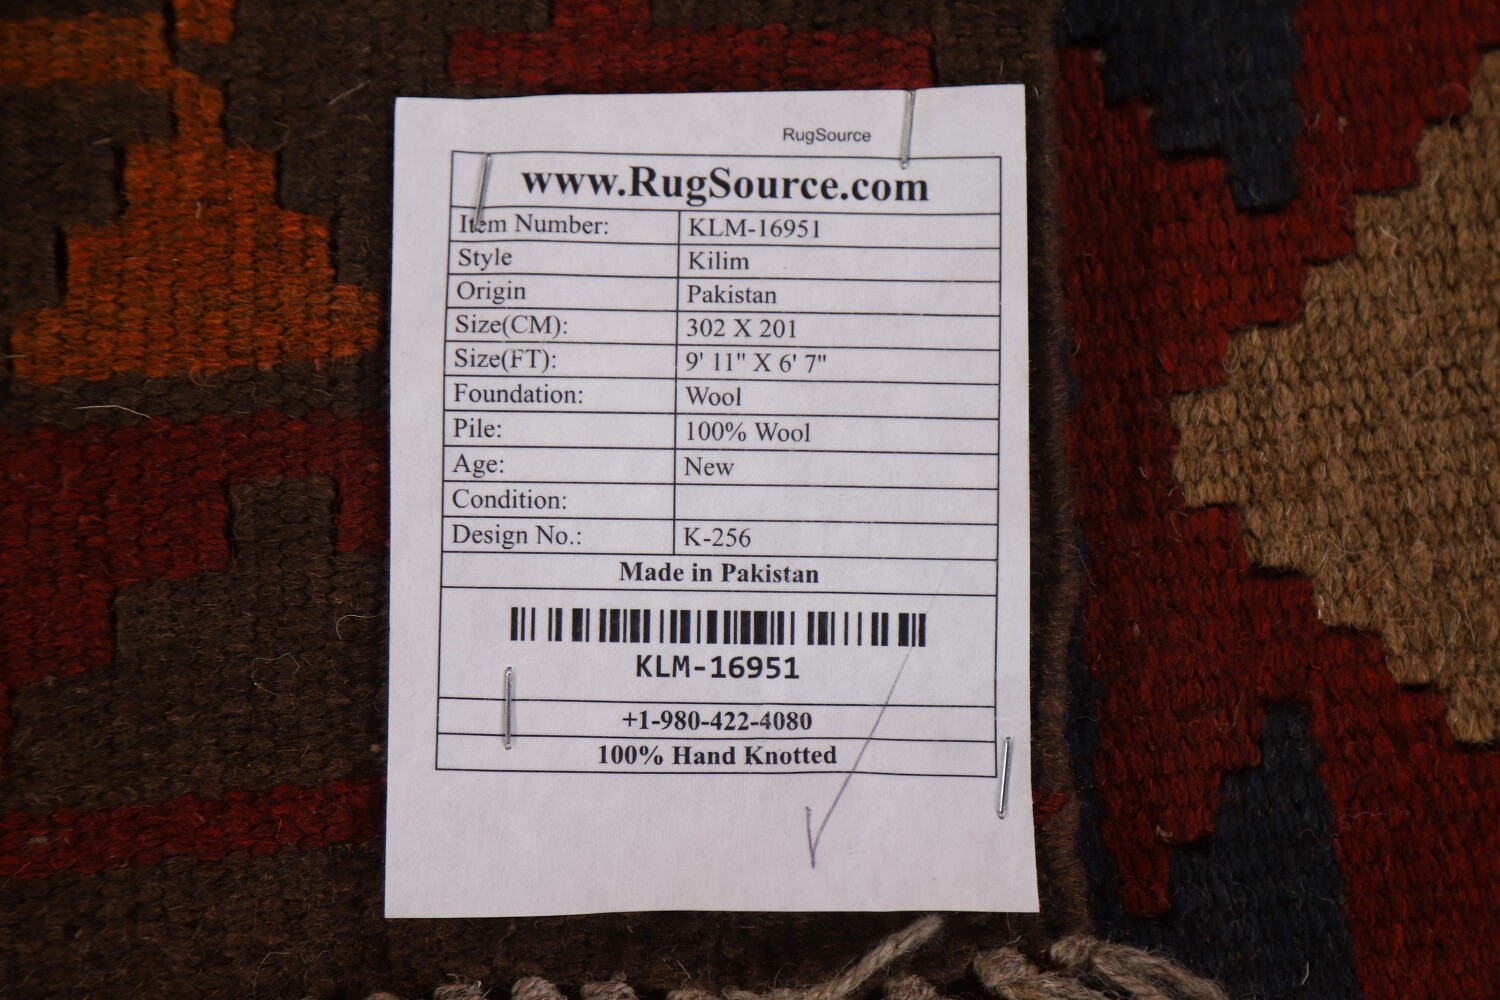 RugSource
www.RugSource.com
Item Number: KLM-16951
Style Kilim
Origin Pakistan
Size(CM): 302 X 201
Size(FT): 9' 11" X 6' 7"
Foundation: Wool
Pile: 100% Wool
Age: New
Condition:
Design No.: K-256
Made in Pakistan
KLM-16951
+1-980-422-4080
100% Hand Knotted